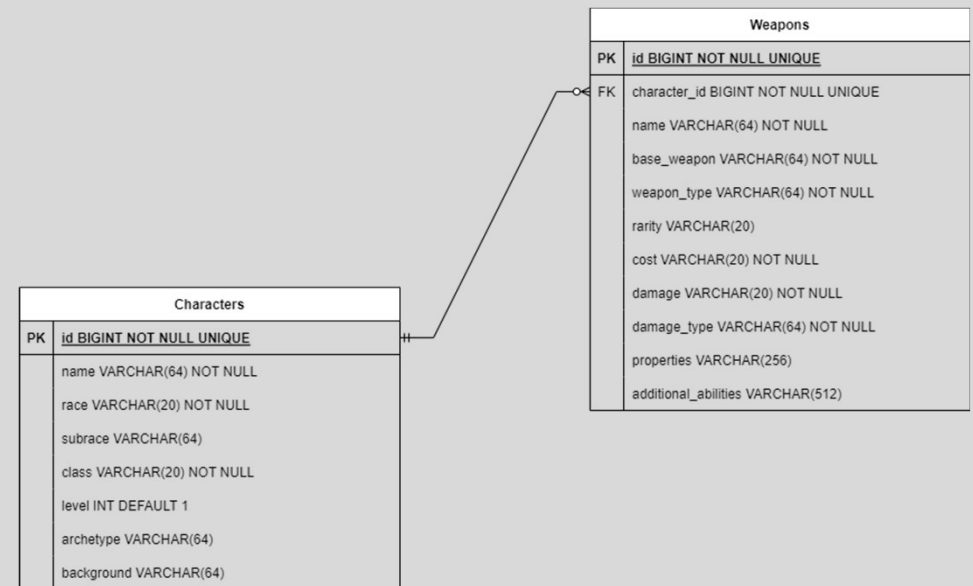 Weapons
PK id BIGINT NOT NULL UNIQUE
FK character_id BIGINT NOT NULL UNIQUE
name VARCHAR(64) NOT NULL
base_weapon VARCHAR(64) NOT NULL
weapon_type VARCHAR(64) NOT NULL
rarity VARCHAR(20)
cost VARCHAR(20) NOT NULL
damage VARCHAR(20) NOT NULL
damage_type VARCHAR(64) NOT NULL
properties VARCHAR(256)
additional_abilities VARCHAR(512)
Characters
PK id BIGINT NOT NULL UNIQUE
name VARCHAR(64) NOT NULL
race VARCHAR(20) NOT NULL
subrace VARCHAR(64)
class VARCHAR(20) NOT NULL
level INT DEFAULT 1
archetype VARCHAR(64)
background VARCHAR(64)